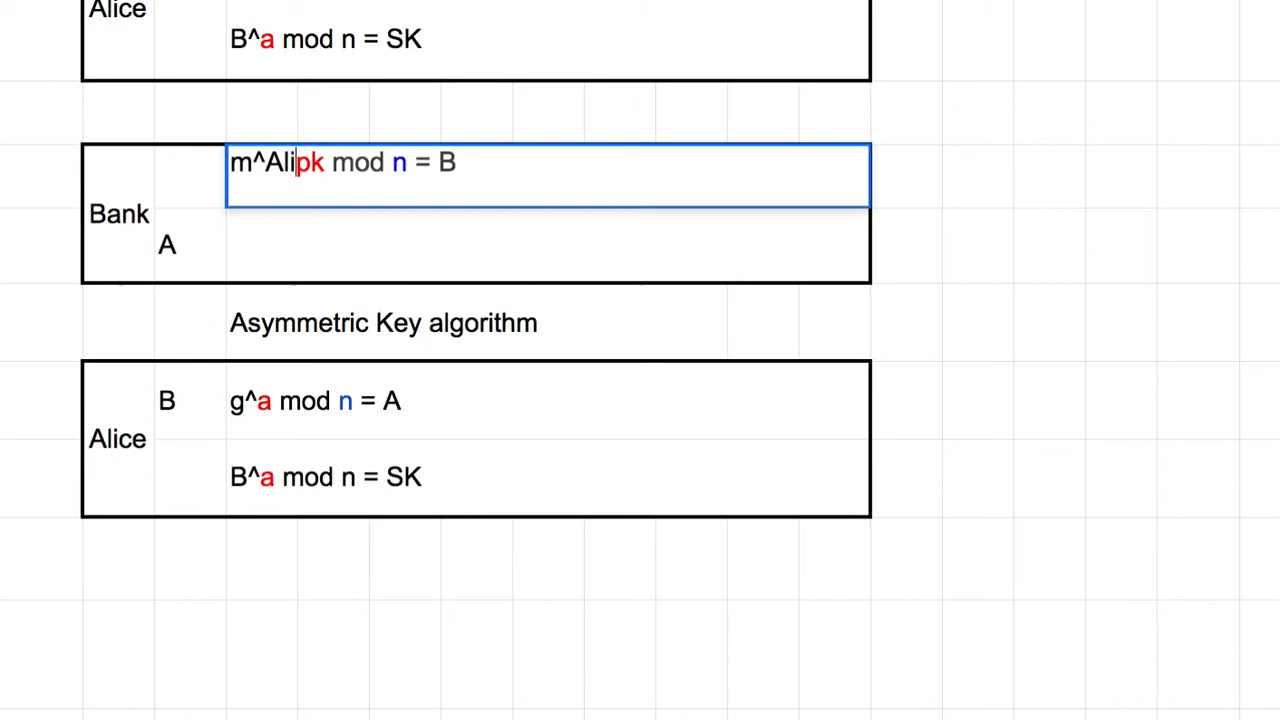 Alice
B^a mod n = SK
m^Alipk mod n = B
Bank
A
Asymmetric Key algorithm
B g^a mod n = A
Alice
B^a mod n = SK